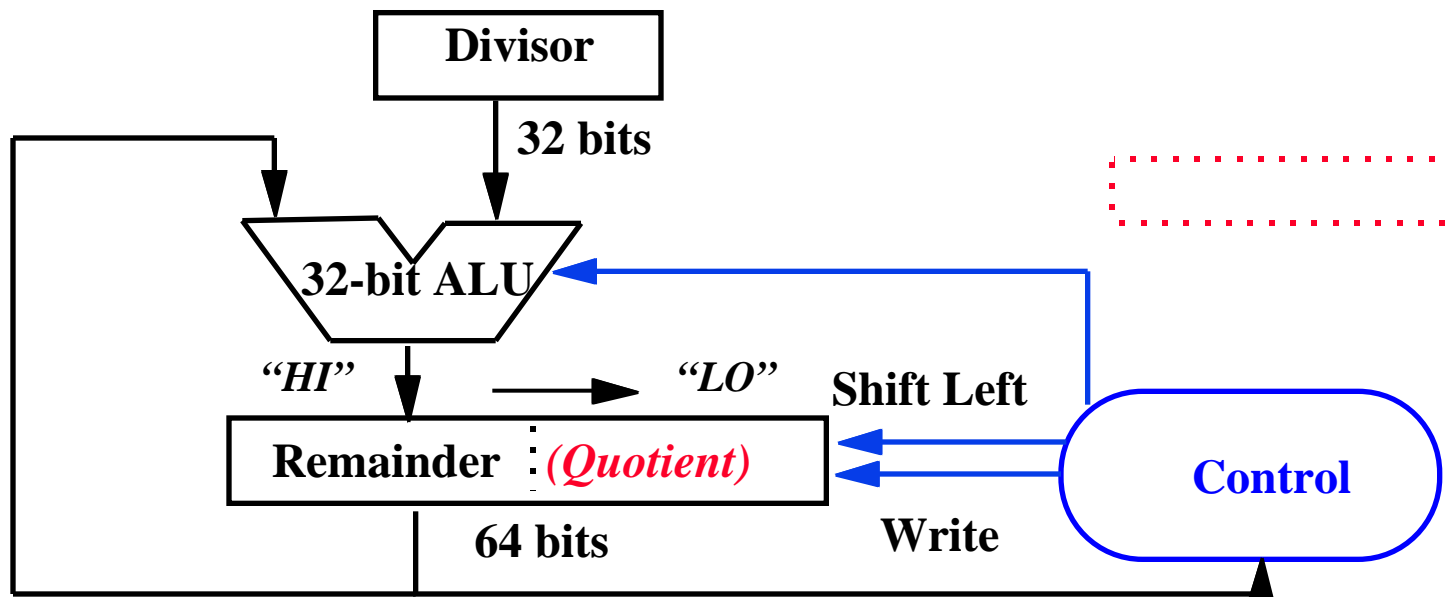 Divisor
32 bits
32-bit ALU
“HI”
“LO”
Shift Left
Remainder
(Quotient)
Control
64 bits
Write